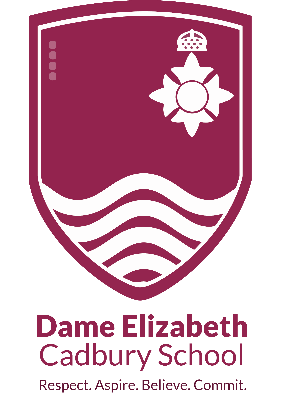 Dame Elizabeth
Cadbury School
Respect. Aspire. Believe. Commit.